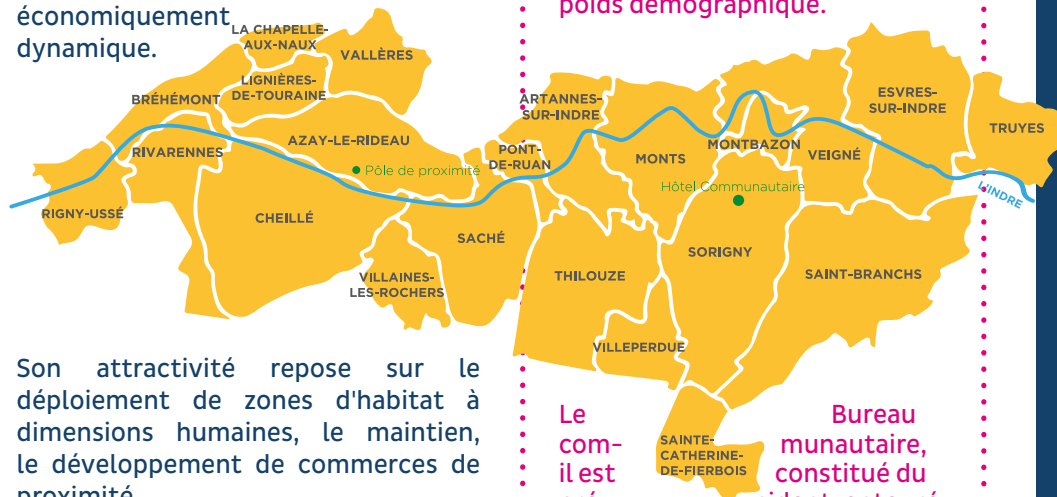 économiquement
dynamique.
poids démographique.
LA CHAPELLE-
AUX-NAUX
VALLÈRES
LIGNIÈRES-
DE-TOURAINE
BRÉHÉMONT
RIVARENNES
AZAY-LE-RIDEAU
Pôle de proximité
RIGNY-USSÉ
CHEILLÉ
VILLAINES-
LES-ROCHERS
SACHÉ
PONT-
DE-RUAN
ARTANNES-
SUR-INDRE
MONTS
MONTBAZON
VEIGNÉ
ESVRES-
SUR-INDRE
TRUYES
L'INDRE
Hôtel Communautaire
SORIGNY
THILOUZE
SAINT-BRANCHS
VILLEPERDUE
SAINTE-
CATHERINE-
DE-FIERBOIS
Son attractivité repose sur le
déploiement de zones d'habitat à
dimensions humaines, le maintien,
le développement de commerces de
proximité
Le Bureau
com- munautaire,
il est constitué du